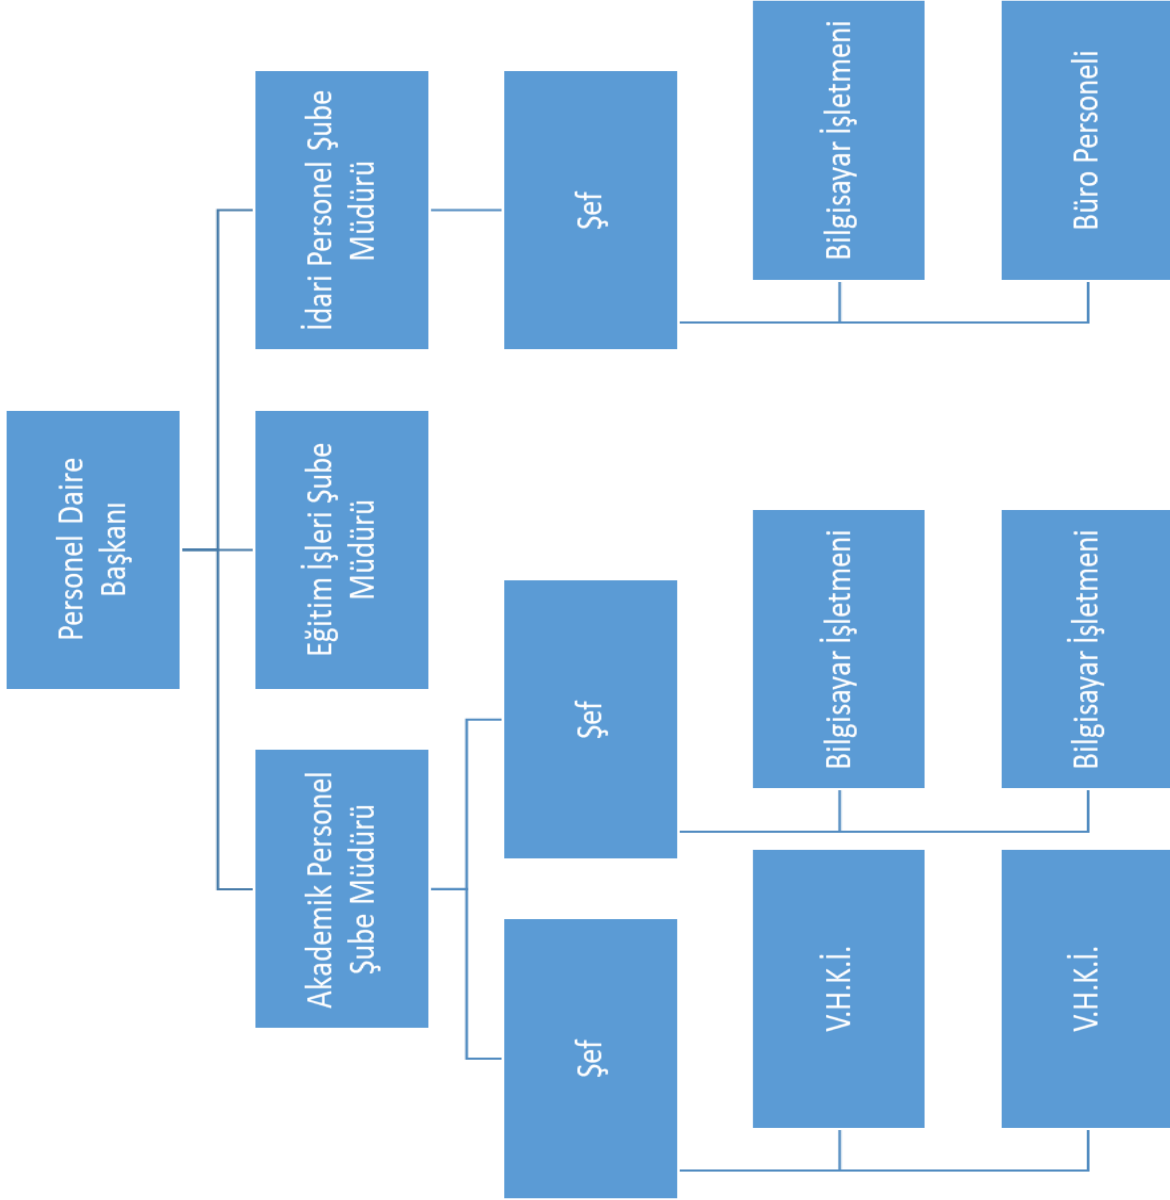 Personel Daire
Başkanı
Akademik Personel
Şube Müdürü
Eğitim İşleri Şube
Müdürü
İdari Personel Şube
Müdürü
Şef
Şef
Şef
V.H.K.İ.
Bilgisayar İşletmeni
Bilgisayar İşletmeni
V.H.K.İ.
Bilgisayar İşletmeni
Büro Personeli